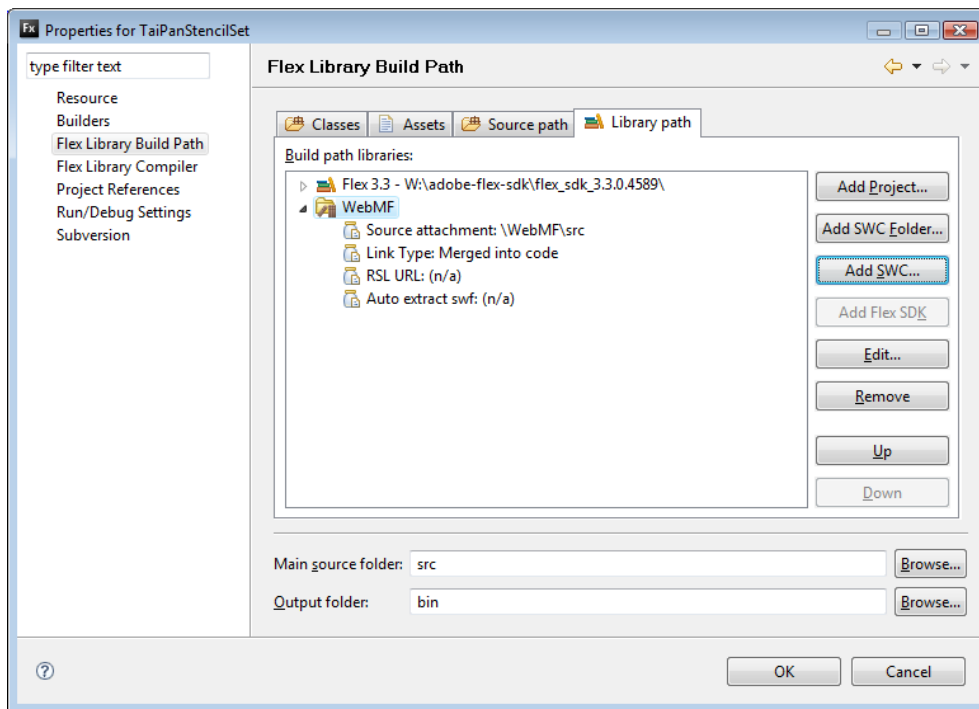 Fx Properties for TaiPanStencilSet
type filter text
Resource
Builders
Flex Library Build Path
Flex Library Compiler
Project References
Run/Debug Settings
Subversion
Flex Library Build Path
Classes Assets Source path Library path
Build path libraries:
Flex 3.3 - W:\adobe-flex-sdk\flex_sdk_3.3.0.4589\
WebMF
Source attachment: \WebMF\src
Link Type: Merged into code
RSL URL: (n/a)
Auto extract swf: (n/a)
Add Project...
Add SWC Folder...
Add SWC...
Add Flex SDK
Edit...
Remove
Up
Down
Main source folder: src Browse...
Output folder: bin Browse...
? OK Cancel